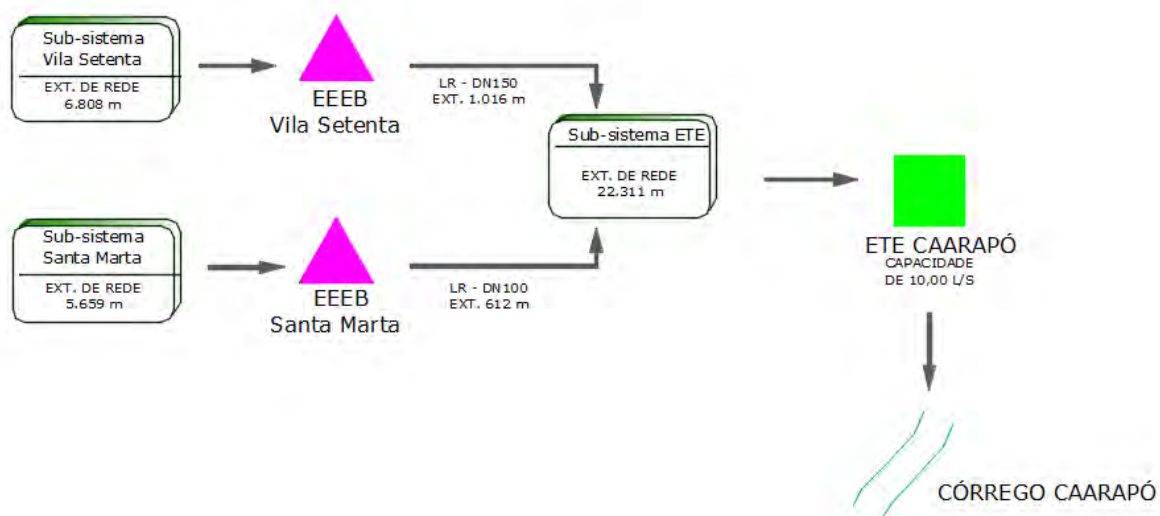 Sub-sistema
Vila Setenta
EXT. DE REDE
6.808 m
EEEB
Vila Setenta
LR - DN150
EXT. 1.016 m
Sub-sistema ETE
EXT. DE REDE
22.311 m
Sub-sistema
Santa Marta
EXT. DE REDE
5.659 m
EEEB
Santa Marta
LR - DN100
EXT. 612 m
ETE CAARAPÓ
CAPACIDADE
DE 10,00 L/S
CÓRREGO CAARAPÓ